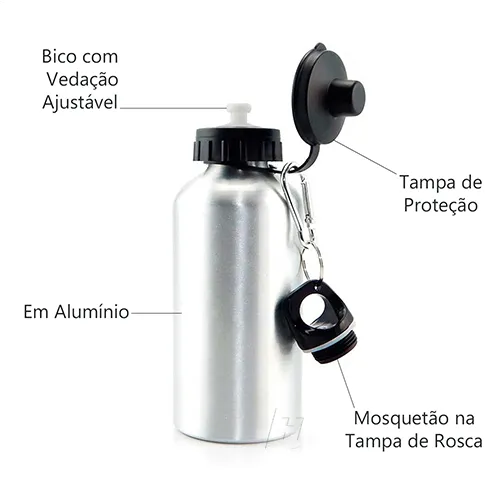 Bico com
Vedação
Ajustável
Tampa de
Proteção
Em Alumínio
Mosquetão na
Tampa de Rosca